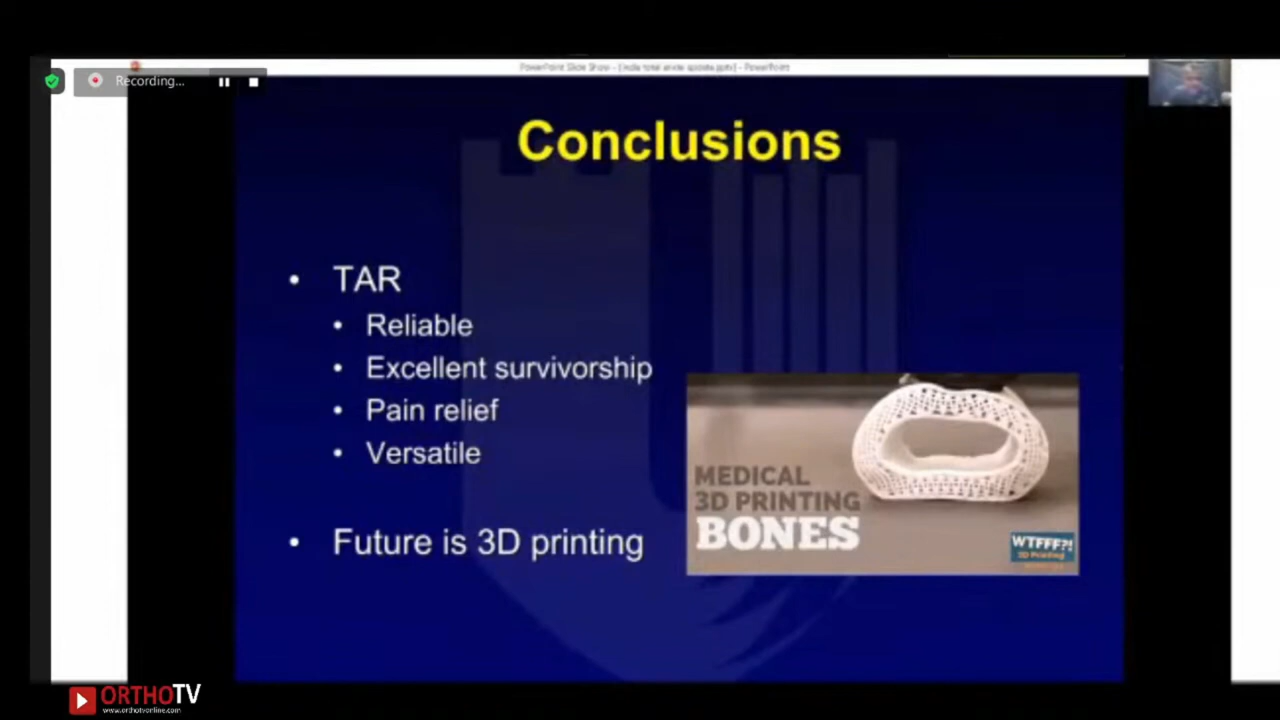 PowerPoint Slide Show - [India total ankle update.pptx] - PowerPoint
Recording...
Conclusions
• TAR
• Reliable
• Excellent survivorship
• Pain relief
• Versatile
• Future is 3D printing
MEDICAL
3D PRINTING
BONES
WTFFF?!
3D Printing
ORTHOTV
www.orthotvonline.com